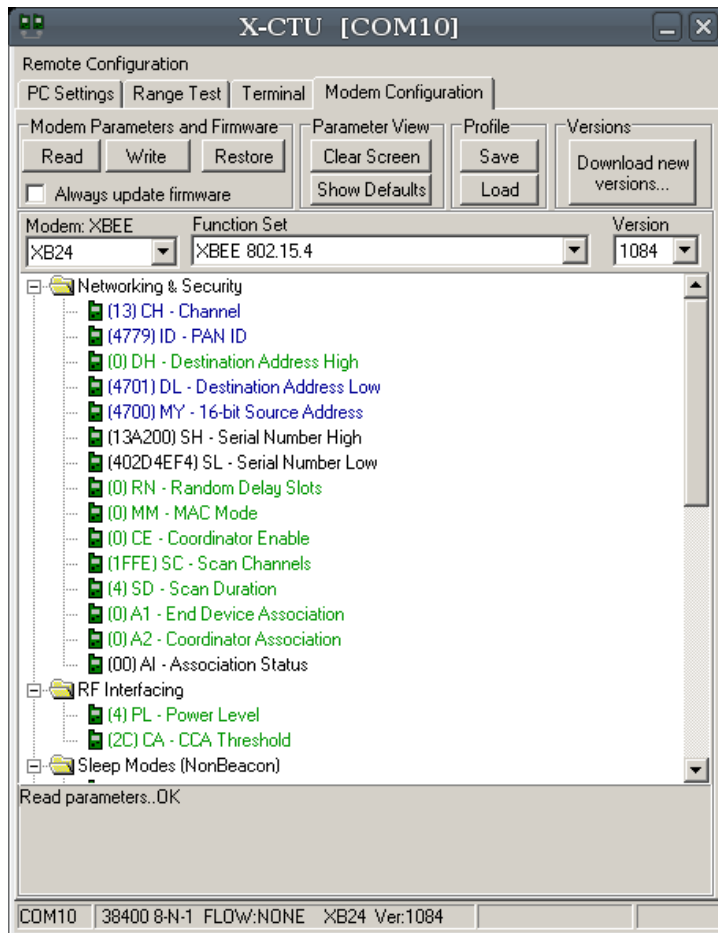 X-CTU [COM10]
Remote Configuration
PC Settings Range Test Terminal Modem Configuration
Modem Parameters and Firmware Parameter View Profile Versions
Read Write Restore Clear Screen Save Download new versions...
Always update firmware Show Defaults Load
Modem: XBEE Function Set Version
XB24 XBEE 802.15.4 1084
Networking & Security
(13) CH - Channel
(4779) ID - PAN ID
(0) DH - Destination Address High
(4701) DL - Destination Address Low
(4700) MY - 16-bit Source Address
(13A200) SH - Serial Number High
(402D4EF4) SL - Serial Number Low
(0) RN - Random Delay Slots
(0) MM - MAC Mode
(0) CE - Coordinator Enable
(1FFE) SC - Scan Channels
(4) SD - Scan Duration
(0) A1 - End Device Association
(0) A2 - Coordinator Association
(00) AI - Association Status
RF Interfacing
(4) PL - Power Level
(2C) CA - CCA Threshold
Sleep Modes (NonBeacon)
Read parameters..OK
COM10 38400 8-N-1 FLOW:NONE XB24 Ver:1084